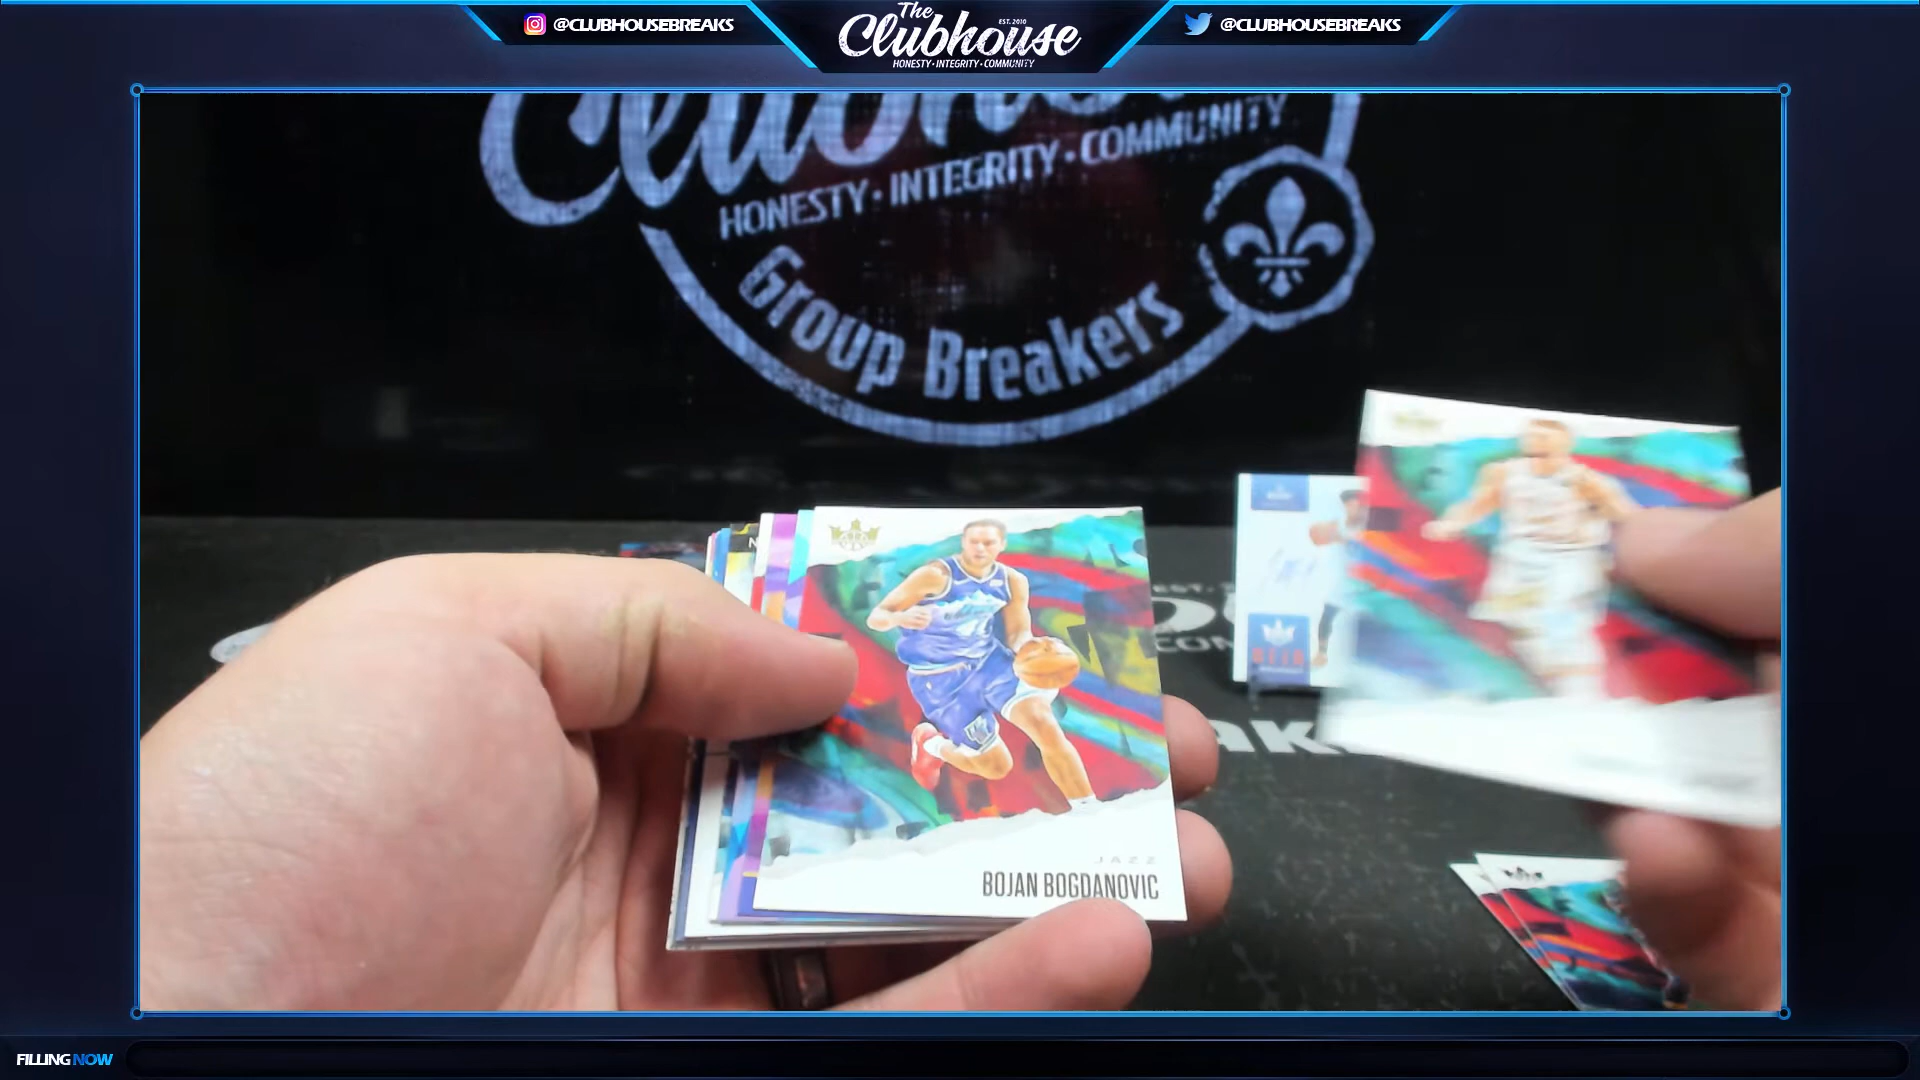 @CLUBHOUSEBREAKS
The
EST. 2010
Clubhouse
HONESTY·INTEGRITY·COMMUNITY
@CLUBHOUSEBREAKS
HONESTY·INTEGRITY·COMMUNITY
Group Breakers
JAZZ
BOJAN BOGDANOVIC
FILLING NOW